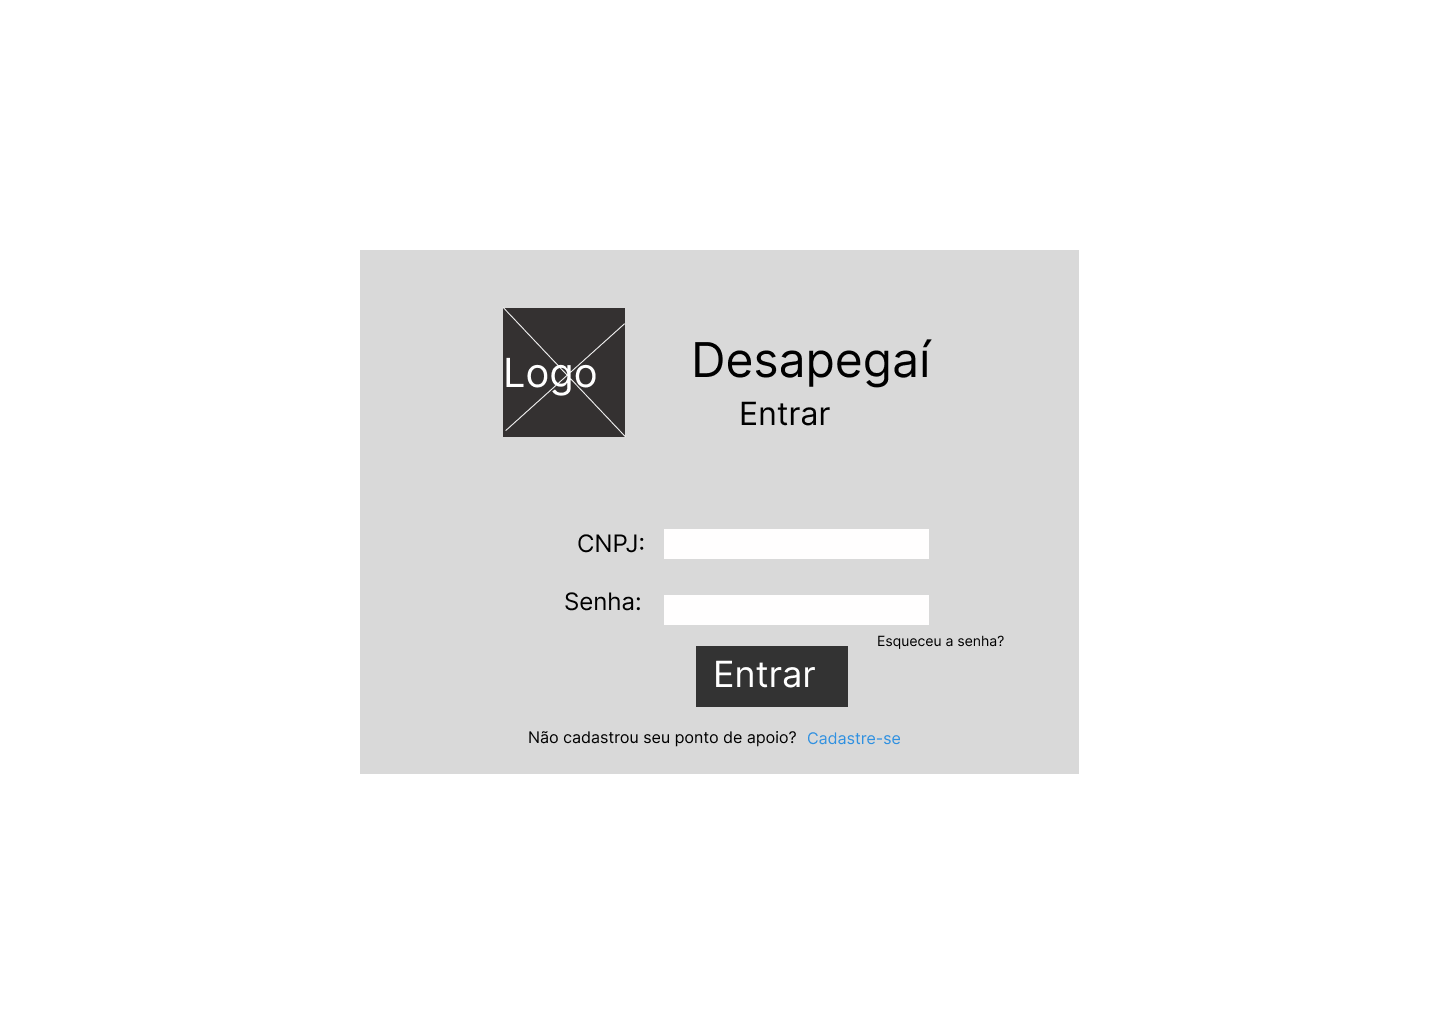 Logo
Desapegaí
Entrar
CNPJ:
Senha:
Esqueceu a senha?
Entrar
Não cadastrou seu ponto de apoio? Cadastre-se